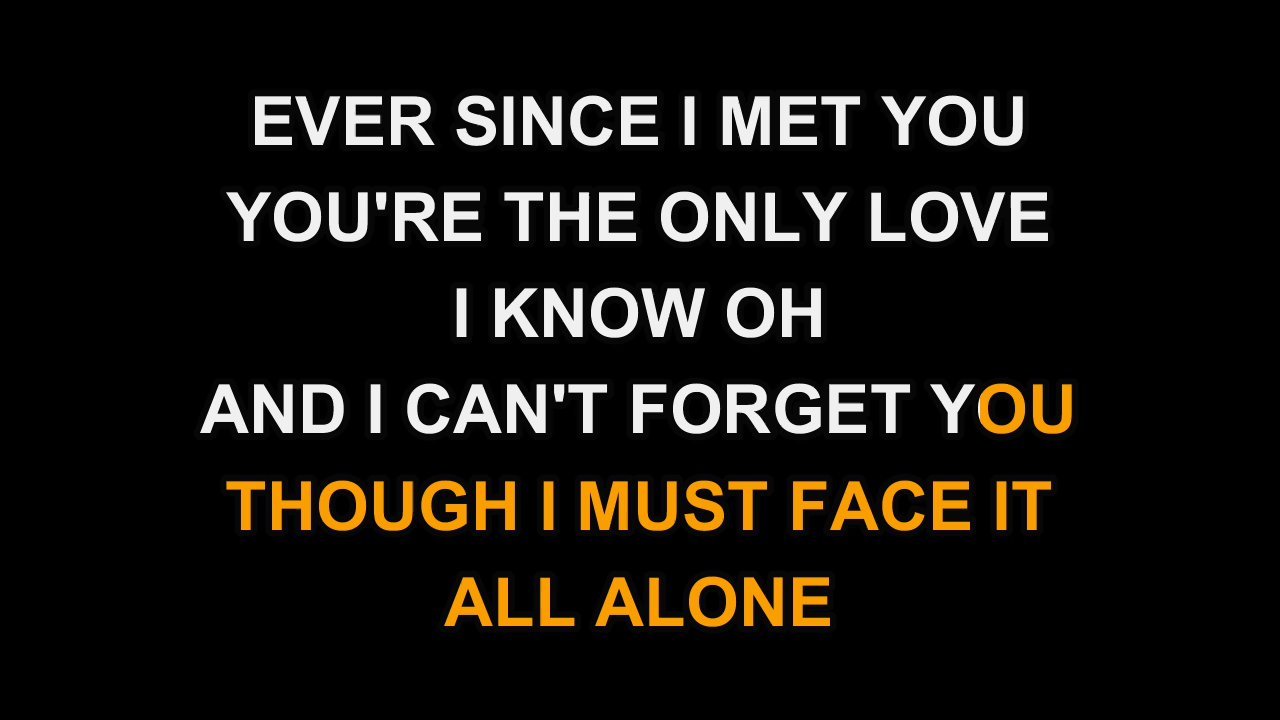 EVER SINCE I MET YOU
YOU'RE THE ONLY LOVE
I KNOW OH
AND I CAN'T FORGET YOU
THOUGH I MUST FACE IT
ALL ALONE